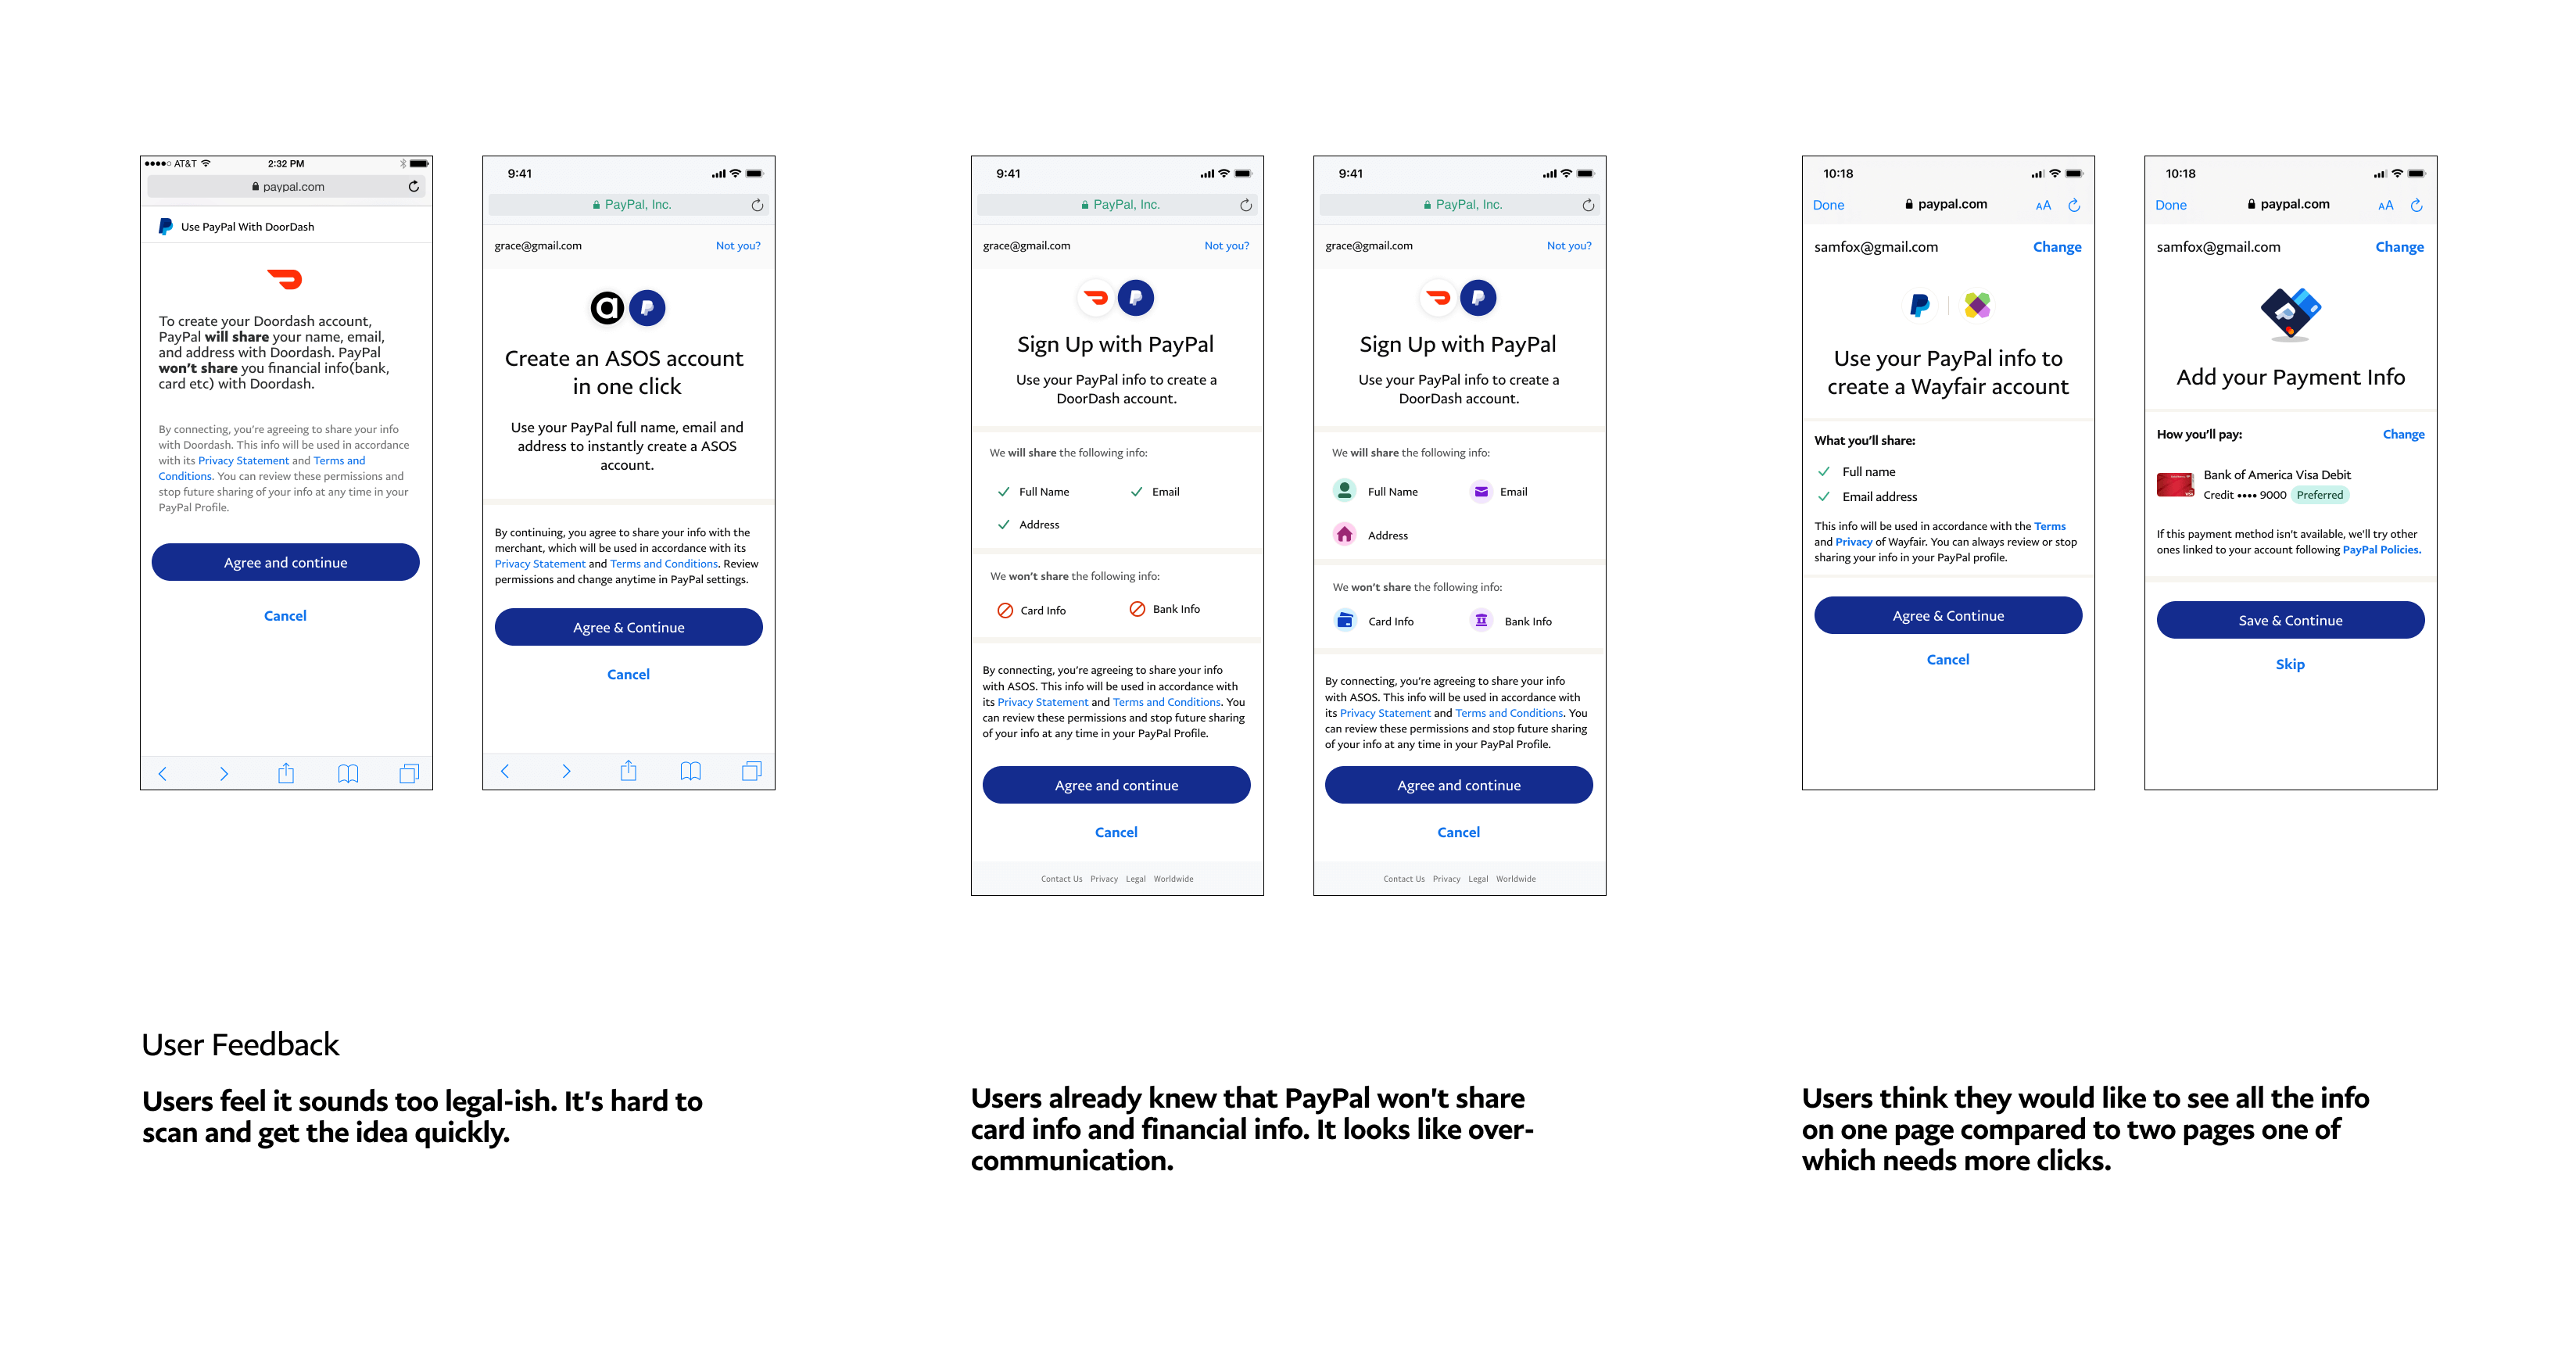 AT&T
2:32 PM
paypal.com
Use PayPal With DoorDash
To create your Doordash account,
PayPal will share your name, email,
and address with Doordash. PayPal
won't share you financial info(bank,
card etc) with Doordash.
By connecting, you're agreeing to share your info
with Doordash. This info will be used in accordance
with its Privacy Statement and Terms and
Conditions. You can review these permissions and
stop future sharing of your info at any time in your
PayPal Profile.
Agree and continue
Cancel
9:41
PayPal, Inc.
grace@gmail.com
Not you?
Create an ASOS account
in one click
Use your PayPal full name, email and
address to instantly create a ASOS
account.
By continuing, you agree to share your info with the
merchant, which will be used in accordance with its
Privacy Statement and Terms and Conditions. Review
permissions and change anytime in PayPal settings.
Agree & Continue
Cancel
9:41
PayPal, Inc.
grace@gmail.com
Not you?
Sign Up with PayPal
Use your PayPal info to create a
DoorDash account.
We will share the following info:
Full Name
Email
Address
We won't share the following info:
Card Info
Bank Info
By connecting, you're agreeing to share your info
with ASOS. This info will be used in accordance with
its Privacy Statement and Terms and Conditions. You
can review these permissions and stop future sharing
of your info at any time in your PayPal Profile.
Agree and continue
Cancel
Contact Us Privacy Legal Worldwide
9:41
PayPal, Inc.
grace@gmail.com
Not you?
Sign Up with PayPal
Use your PayPal info to create a
DoorDash account.
We will share the following info:
Full Name
Email
Address
We won't share the following info:
Card Info
Bank Info
By connecting, you're agreeing to share your info
with ASOS. This info will be used in accordance with
its Privacy Statement and Terms and Conditions. You
can review these permissions and stop future sharing
of your info at any time in your PayPal Profile.
Agree and continue
Cancel
Contact Us Privacy Legal Worldwide
10:18
Done
paypal.com
AA
samfox@gmail.com
Change
Use your PayPal info to
create a Wayfair account
What you'll share:
Full name
Email address
This info will be used in accordance with the Terms
and Privacy of Wayfair. You can always review or stop
sharing your info in your PayPal profile.
Agree & Continue
Cancel
10:18
Done
paypal.com
AA
samfox@gmail.com
Change
Add your Payment Info
How you'll pay:
Change
Bank of America Visa Debit
Credit •••• 9000 Preferred
If this payment method isn't available, we'll try other
ones linked to your account following PayPal Policies.
Save & Continue
Skip
User Feedback
Users feel it sounds too legal-ish. It's hard to
scan and get the idea quickly.
Users already knew that PayPal won't share
card info and financial info. It looks like over-
communication.
Users think they would like to see all the info
on one page compared to two pages one of
which needs more clicks.